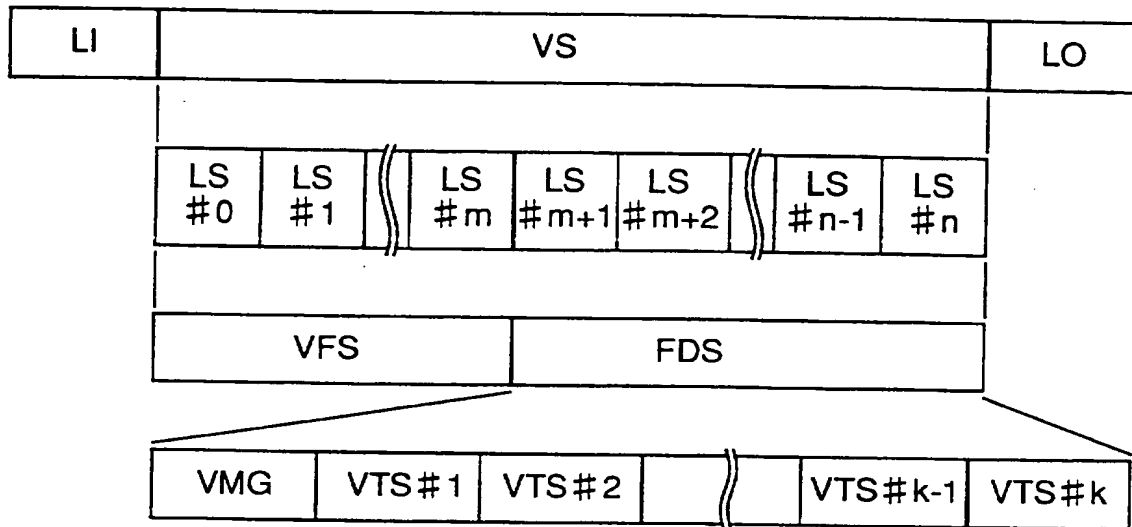 LI VS LO
LS LS LS LS LS LS LS
#0 #1 #m #m+1 #m+2 #n-1 #n
VFS FDS
VMG VTS#1 VTS#2 VTS#k-1 VTS#k